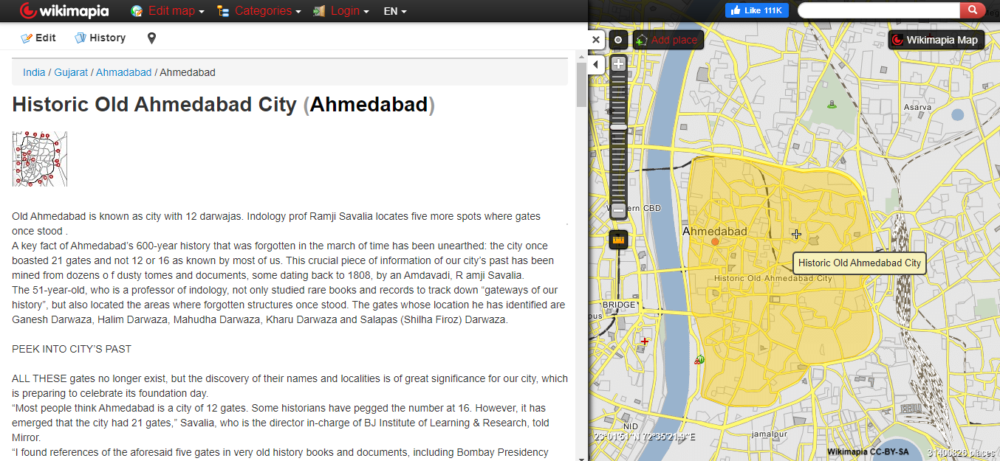 wikimapia
Edit map
Categories
Login
EN
Like 111K
Edit
History
Add place
Wikimapia Map
India / Gujarat / Ahmadabad / Ahmedabad
Historic Old Ahmedabad City (Ahmedabad)
Old Ahmedabad is known as city with 12 darwajas. Indology prof Ramji Savalia locates five more spots where gates
once stood .
A key fact of Ahmedabad’s 600-year history that was forgotten in the march of time has been unearthed: the city once
boasted 21 gates and not 12 or 16 as known by most of us. This crucial piece of information of our city’s past has been
mined from dozens o f dusty tomes and documents, some dating back to 1808, by an Amdavadi, R amji Savalia.
The 51-year-old, who is a professor of indology, not only studied rare books and records to track down “gateways of our
history”, but also located the areas where forgotten structures once stood. The gates whose location he has identified are
Ganesh Darwaza, Halim Darwaza, Mahudha Darwaza, Kharu Darwaza and Salapas (Shilha Firoz) Darwaza.
PEEK INTO CITY’S PAST
ALL THESE gates no longer exist, but the discovery of their names and localities is of great significance for our city, which
is preparing to celebrate its foundation day.
“Most people think Ahmedabad is a city of 12 gates. Some historians have pegged the number at 16. However, it has
emerged that the city had 21 gates,” Savalia, who is the director in-charge of BJ Institute of Learning & Research, told
Mirror.
“I found references of the aforesaid five gates in very old history books and documents, including Bombay Presidency
Asarva
ern CBD
Ahmedabad
Historic Old Ahmedabad City
Historic Old Ahmedabad City
BRIDGE
pus
NID
jamalpur
23°01'51"N 72°35'21.9"E
Wikimapia CC-BY-SA
31400826 places